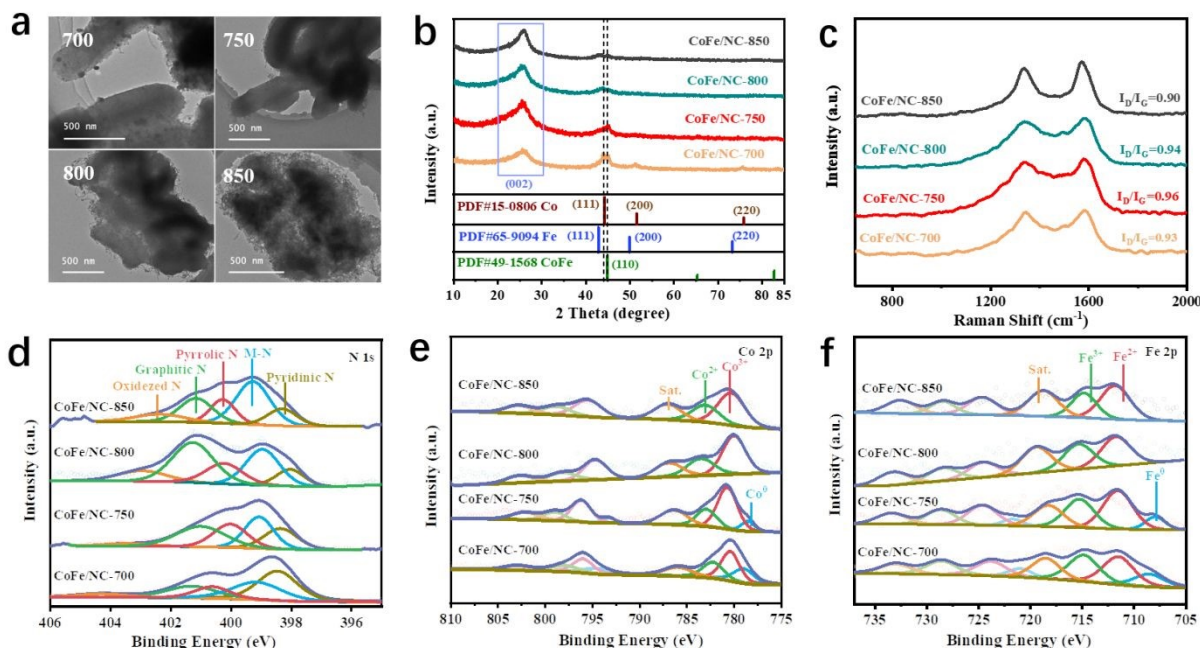 a
700
500 nm
750
500 nm
800
500 nm
850
500 nm
b
Intensity (a.u.)
CoFe/NC-850
CoFe/NC-800
CoFe/NC-750
CoFe/NC-700
(002)
PDF#15-0806 Co (111) (200) (220)
PDF#65-9094 Fe (111) (200) (220)
PDF#49-1568 CoFe (110)
10 20 30 40 50 60 70 80 85
2 Theta (degree)
c
Intensity (a.u.)
CoFe/NC-850 I_D/I_G=0.90
CoFe/NC-800 I_D/I_G=0.94
CoFe/NC-750 I_D/I_G=0.96
CoFe/NC-700 I_D/I_G=0.93
800 1200 1600 2000
Raman Shift (cm⁻¹)
d
N 1s
Intensity (a.u.)
Oxidezed N
Graphitic N
Pyrrolic N
M-N
Pyridinic N
CoFe/NC-850
CoFe/NC-800
CoFe/NC-750
CoFe/NC-700
406 404 402 400 398 396
Binding Energy (eV)
e
Co 2p
Intensity (a.u.)
Sat.
Co²⁺
Co³⁺
CoFe/NC-850
CoFe/NC-800
CoFe/NC-750
Co⁰
CoFe/NC-700
810 805 800 795 790 785 780 775
Binding Energy (eV)
f
Fe 2p
Intensity (a.u.)
Sat.
Fe³⁺
Fe²⁺
CoFe/NC-850
CoFe/NC-800
CoFe/NC-750
Fe⁰
CoFe/NC-700
735 730 725 720 715 710 705
Binding Energy (eV)